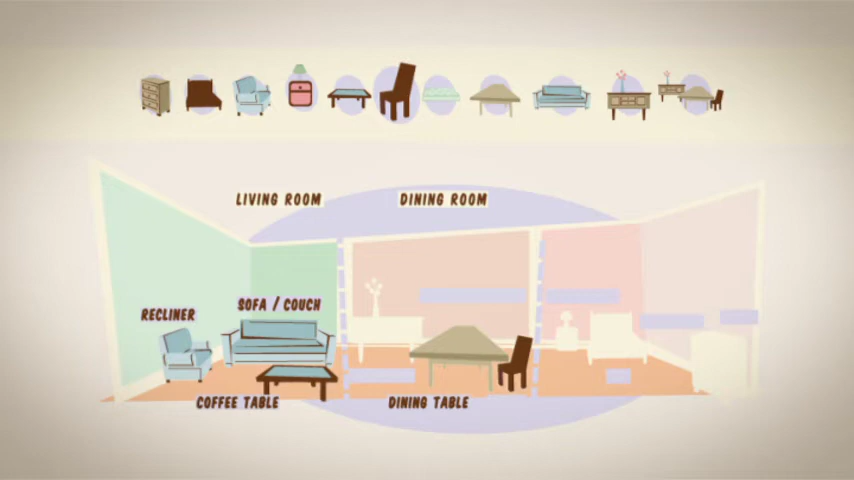 LIVING ROOM
DINING ROOM
RECLINER
SOFA / COUCH
COFFEE TABLE
DINING TABLE